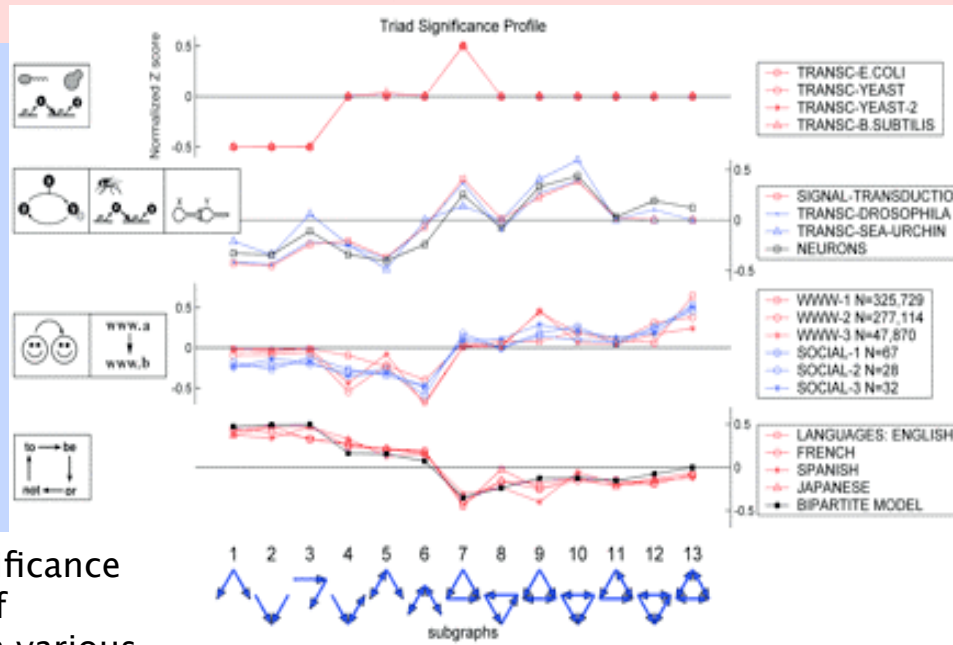 Triad Significance Profile
Normalized Z score
0.5
0
-0.5
TRANSC-E.COLI
TRANSC-YEAST
TRANSC-YEAST-2
TRANSC-B.SUBTILIS
0.5
0
-0.5
SIGNAL-TRANSDUCTIO
TRANSC-DROSOPHILA
TRANSC-SEA-URCHIN
NEURONS
X
Y
0.5
0
-0.5
www.a
www.b
WWW-1 N=325,729
WWW-2 N=277,114
WWW-3 N=47,870
SOCIAL-1 N=67
SOCIAL-2 N=28
SOCIAL-3 N=32
to be
not or
0.5
0
-0.5
LANGUAGES: ENGLISH
FRENCH
SPANISH
JAPANESE
BIPARTITE MODEL
1 2 3 4 5 6 7 8 9 10 11 12 13
subgraphs
ficance
f
various